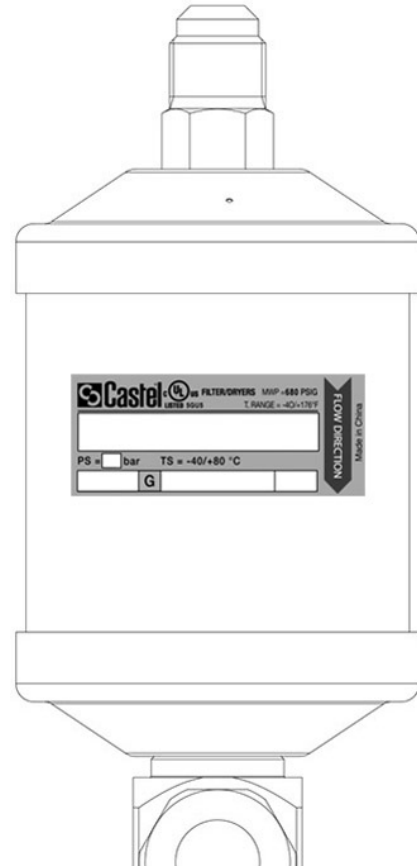 Castel c UL us FILTER/DRYERS MWP =680 PSIG
LISTED 5GU5 T. RANGE = -40/+176°F
PS = bar TS = -40/+80 °C
G
FLOW DIRECTION
Made in China